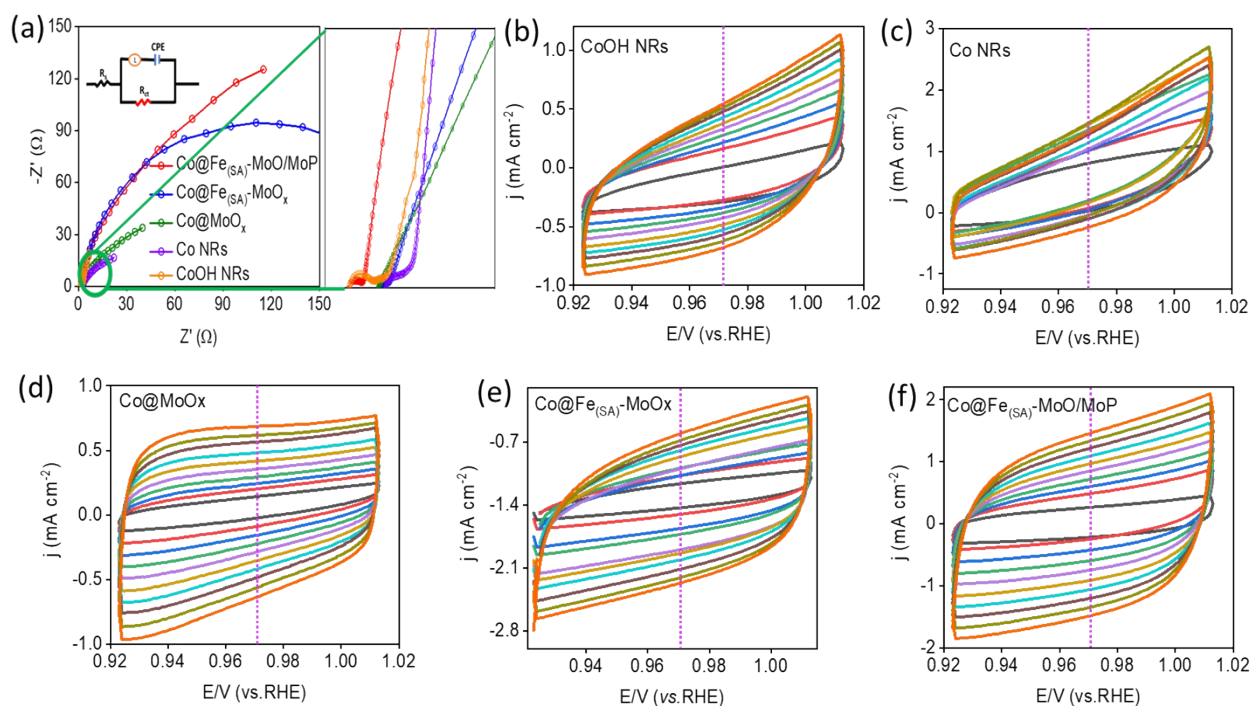 (a)
150
120
90
60
30
0
-Z' (Ω)
CPE
L
R
Rct
Co@Fe(SA)-MoO/MoP
Co@Fe(SA)-MoOx
Co@MoOx
Co NRs
CoOH NRs
0 30 60 90 120 150
Z' (Ω)
(b)
CoOH NRs
1.0
0.5
0.0
-0.5
-1.0
j (mA cm-2)
0.92 0.94 0.96 0.98 1.00 1.02
E/V (vs.RHE)
(c)
Co NRs
3
2
1
0
-1
j (mA cm-2)
0.92 0.94 0.96 0.98 1.00 1.02
E/V (vs.RHE)
(d)
Co@MoOx
1.0
0.5
0.0
-0.5
-1.0
j (mA cm-2)
0.92 0.94 0.96 0.98 1.00 1.02
E/V (vs.RHE)
(e)
Co@Fe(SA)-MoOx
-0.7
-1.4
-2.1
-2.8
j (mA cm-2)
0.94 0.96 0.98 1.00
E/V (vs.RHE)
(f)
Co@Fe(SA)-MoO/MoP
2
1
0
-1
-2
j (mA cm-2)
0.92 0.94 0.96 0.98 1.00 1.02
E/V (vs.RHE)